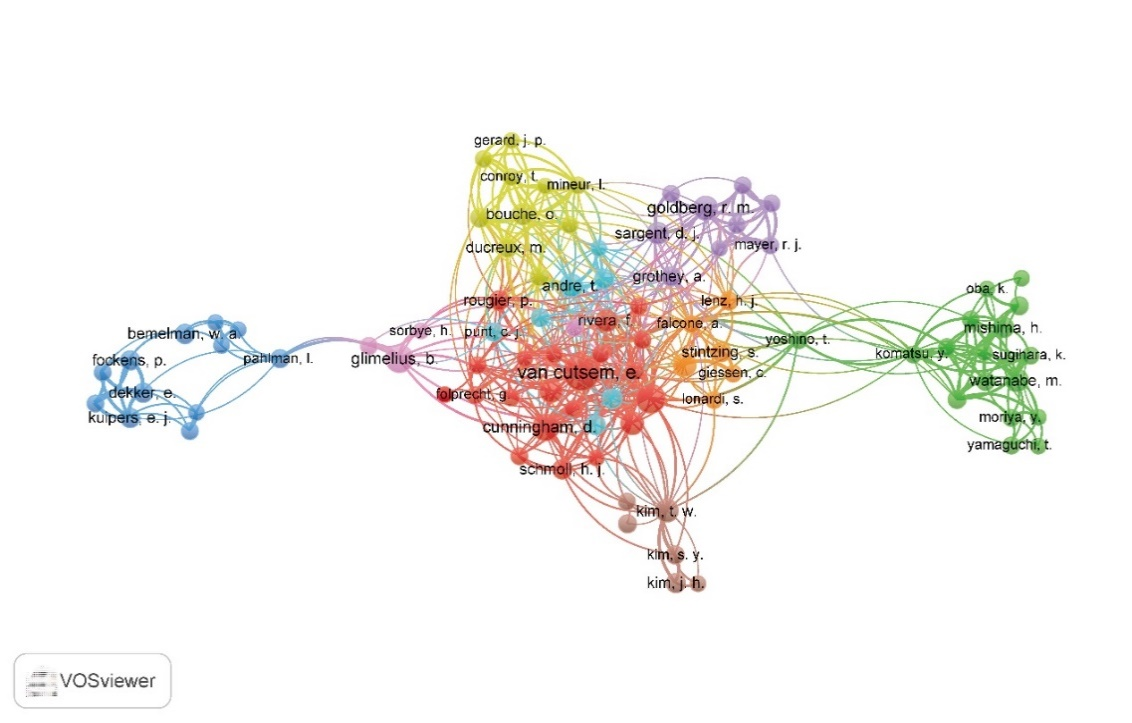 gerard, j. p.
conroy, t.
mineur, l.
bouche, o.
goldberg, r. m.
sargent, d. j.
mayer, r. j.
ducreux, m.
grothey, a.
andre, t.
rougier, p.
lenz, h. j.
oba, k.
bemelman, w. a.
sorbye, h.
punt, c. j.
rivera, f.
falcone, a.
mishima, h.
yoshino, t.
fockens, p.
pahlman, l.
glimelius, b.
stintzing, s.
komatsu, y.
sugihara, k.
van cutsem, e.
giessen, c.
watanabe, m.
dekker, e.
folprecht, g
lonardi, s.
kuipers, e. j.
cunningham, d.
moriya, y.
yamaguchi, t.
schmoll, h. j.
kim, t. w.
kim, s. y.
kim, j. h.
VOSviewer